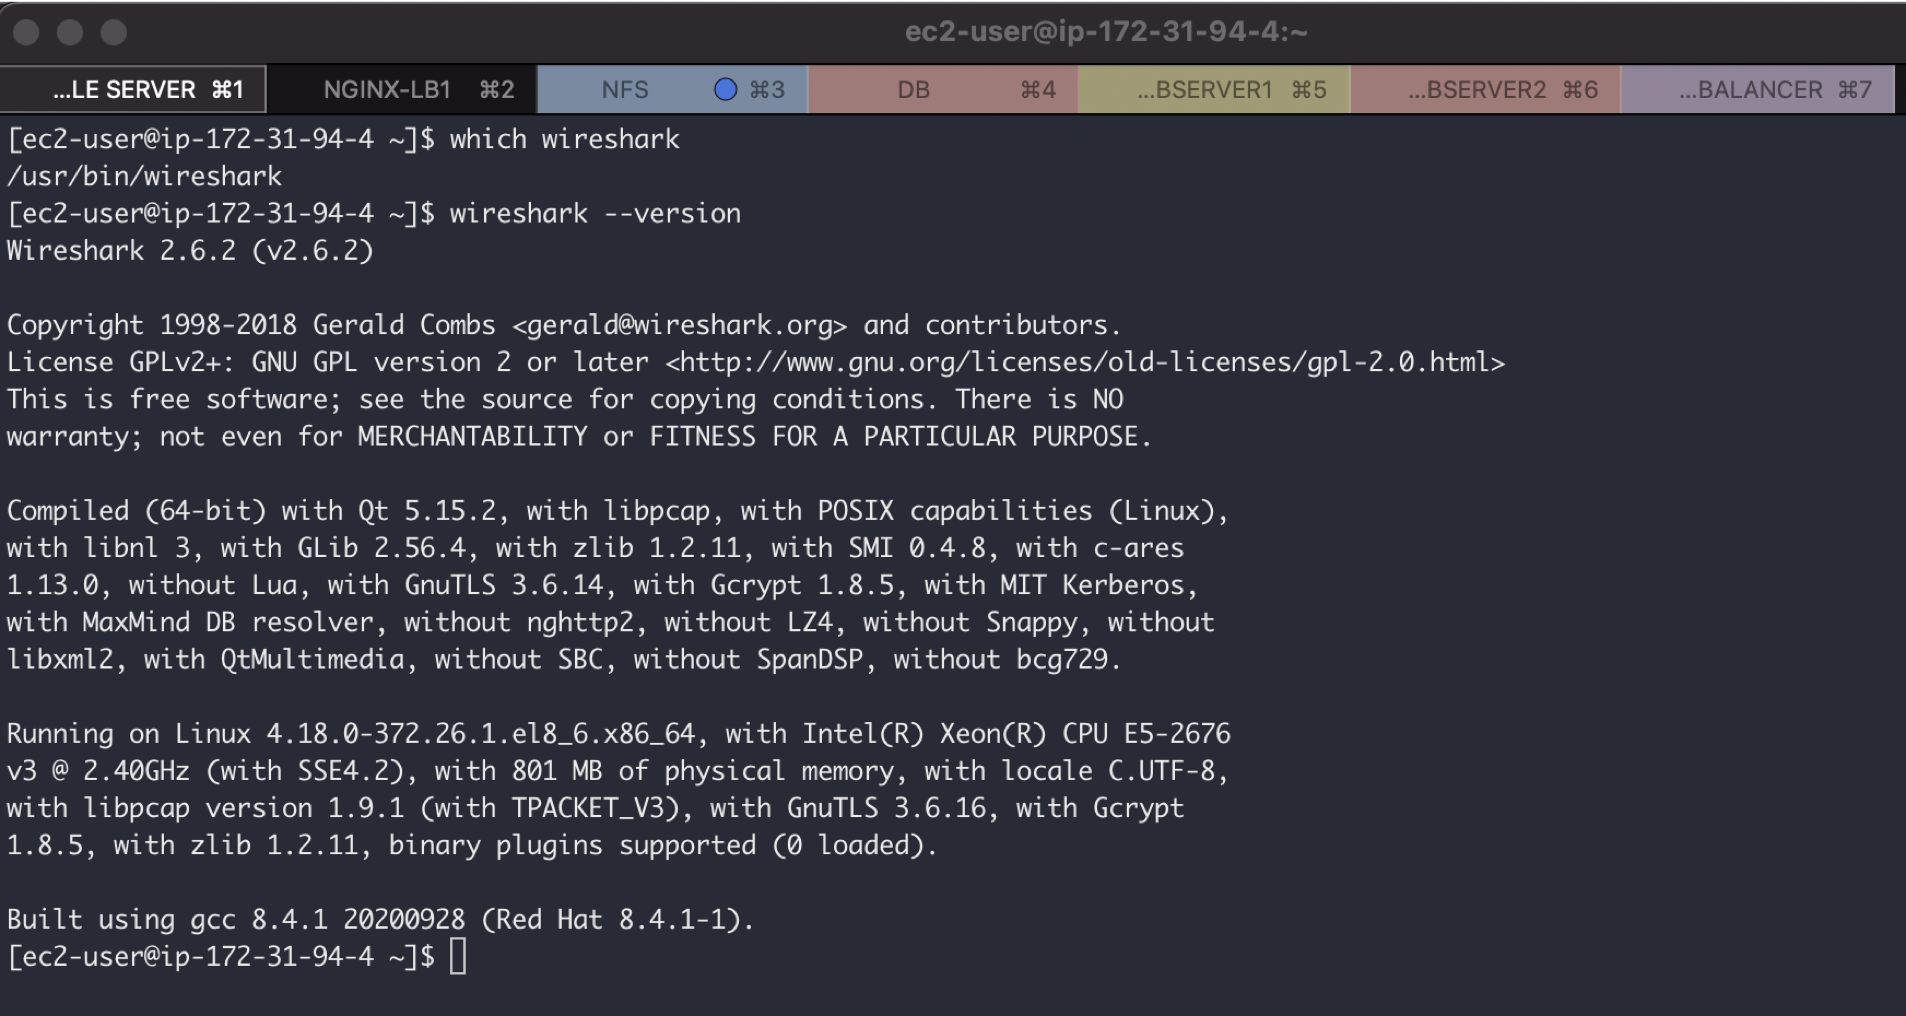 ec2-user@ip-172-31-94-4:~
...LE SERVER ⌘1 NGINX-LB1 ⌘2 NFS ⌘3 DB ⌘4 ...BSERVER1 ⌘5 ...BSERVER2 ⌘6 ...BALANCER ⌘7
[ec2-user@ip-172-31-94-4 ~]$ which wireshark
/usr/bin/wireshark
[ec2-user@ip-172-31-94-4 ~]$ wireshark --version
Wireshark 2.6.2 (v2.6.2)

Copyright 1998-2018 Gerald Combs <gerald@wireshark.org> and contributors.
License GPLv2+: GNU GPL version 2 or later <http://www.gnu.org/licenses/old-licenses/gpl-2.0.html>
This is free software; see the source for copying conditions. There is NO
warranty; not even for MERCHANTABILITY or FITNESS FOR A PARTICULAR PURPOSE.

Compiled (64-bit) with Qt 5.15.2, with libpcap, with POSIX capabilities (Linux),
with libnl 3, with GLib 2.56.4, with zlib 1.2.11, with SMI 0.4.8, with c-ares
1.13.0, without Lua, with GnuTLS 3.6.14, with Gcrypt 1.8.5, with MIT Kerberos,
with MaxMind DB resolver, without nghttp2, without LZ4, without Snappy, without
libxml2, with QtMultimedia, without SBC, without SpanDSP, without bcg729.

Running on Linux 4.18.0-372.26.1.el8_6.x86_64, with Intel(R) Xeon(R) CPU E5-2676
v3 @ 2.40GHz (with SSE4.2), with 801 MB of physical memory, with locale C.UTF-8,
with libpcap version 1.9.1 (with TPACKET_V3), with GnuTLS 3.6.16, with Gcrypt
1.8.5, with zlib 1.2.11, binary plugins supported (0 loaded).

Built using gcc 8.4.1 20200928 (Red Hat 8.4.1-1).
[ec2-user@ip-172-31-94-4 ~]$